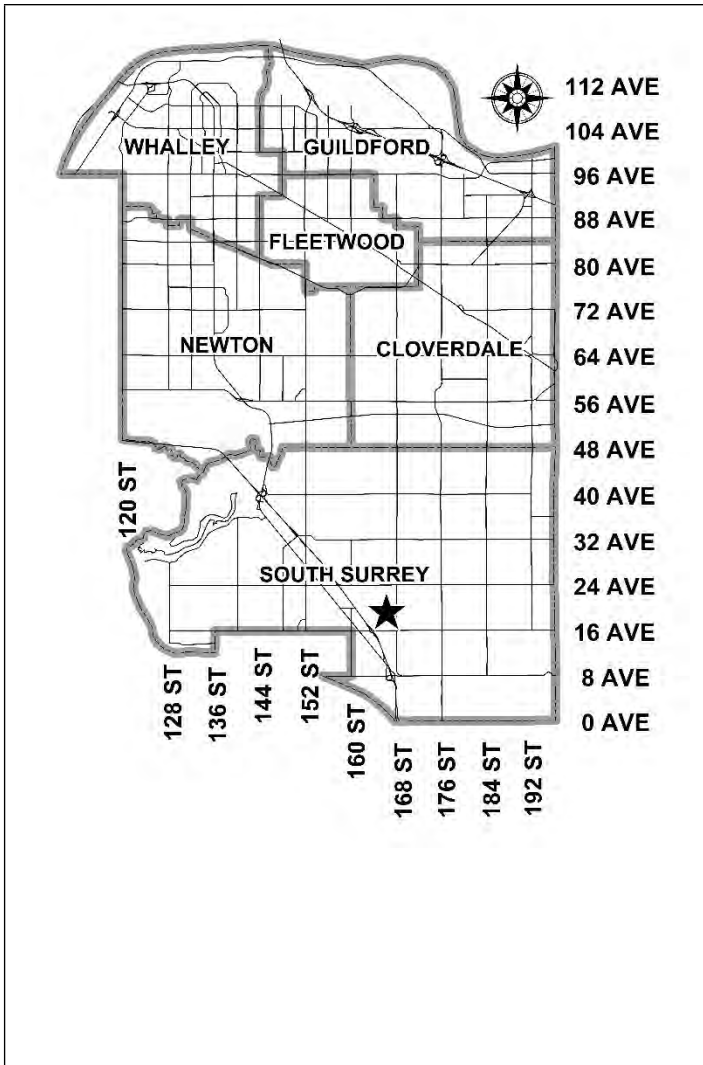 112 AVE
104 AVE
WHALLEY
GUILDFORD
96 AVE
88 AVE
FLEETWOOD
80 AVE
72 AVE
NEWTON
CLOVERDALE
64 AVE
56 AVE
48 AVE
120 ST
40 AVE
32 AVE
SOUTH SURREY
24 AVE
16 AVE
8 AVE
0 AVE
128 ST
136 ST
144 ST
152 ST
160 ST
168 ST
176 ST
184 ST
192 ST